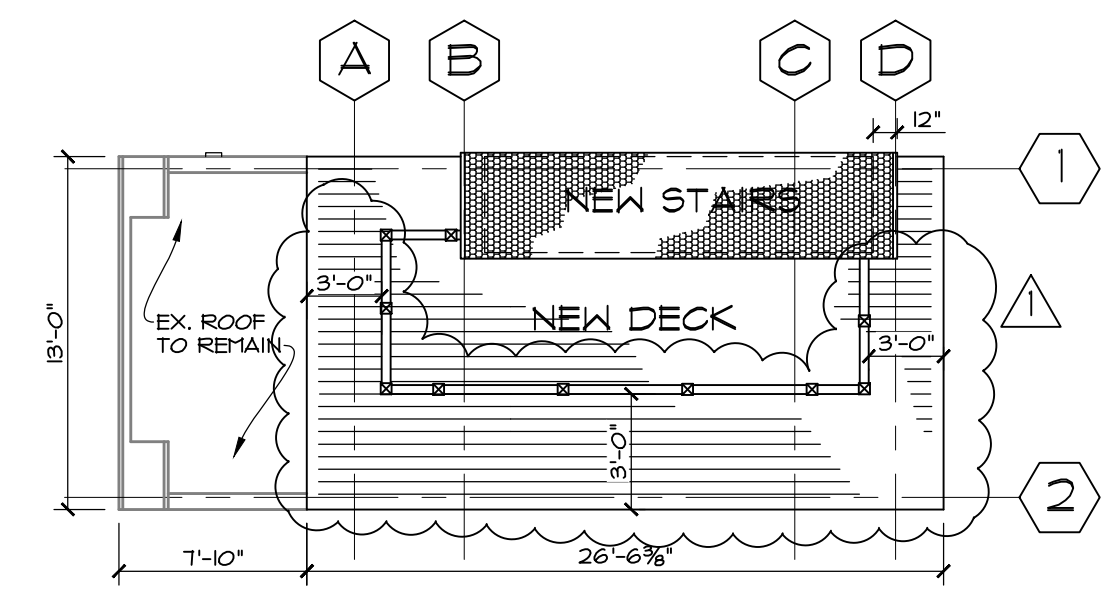 A
B
C
D
12"
1
NEW STAIRS
3'-0"
NEW DECK
1
EX. ROOF
TO REMAIN
13'-0"
3'-0"
3'-0"
2
7'-10"
26'-6⅜"